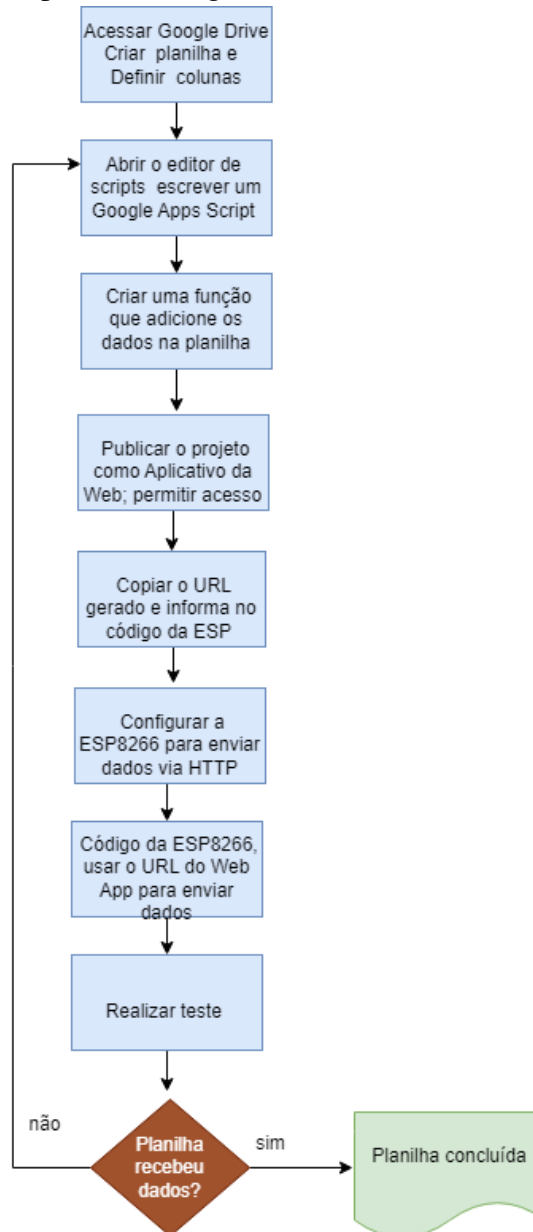 Acessar Google Drive
Criar planilha e
Definir colunas
Abrir o editor de
scripts escrever um
Google Apps Script
Criar uma função
que adicione os
dados na planilha
Publicar o projeto
como Aplicativo da
Web; permitir acesso
Copiar o URL
gerado e informa no
código da ESP
Configurar a
ESP8266 para enviar
dados via HTTP
Código da ESP8266,
usar o URL do Web
App para enviar
dados
Realizar teste
não
Planilha
recebeu
dados?
sim
Planilha concluída